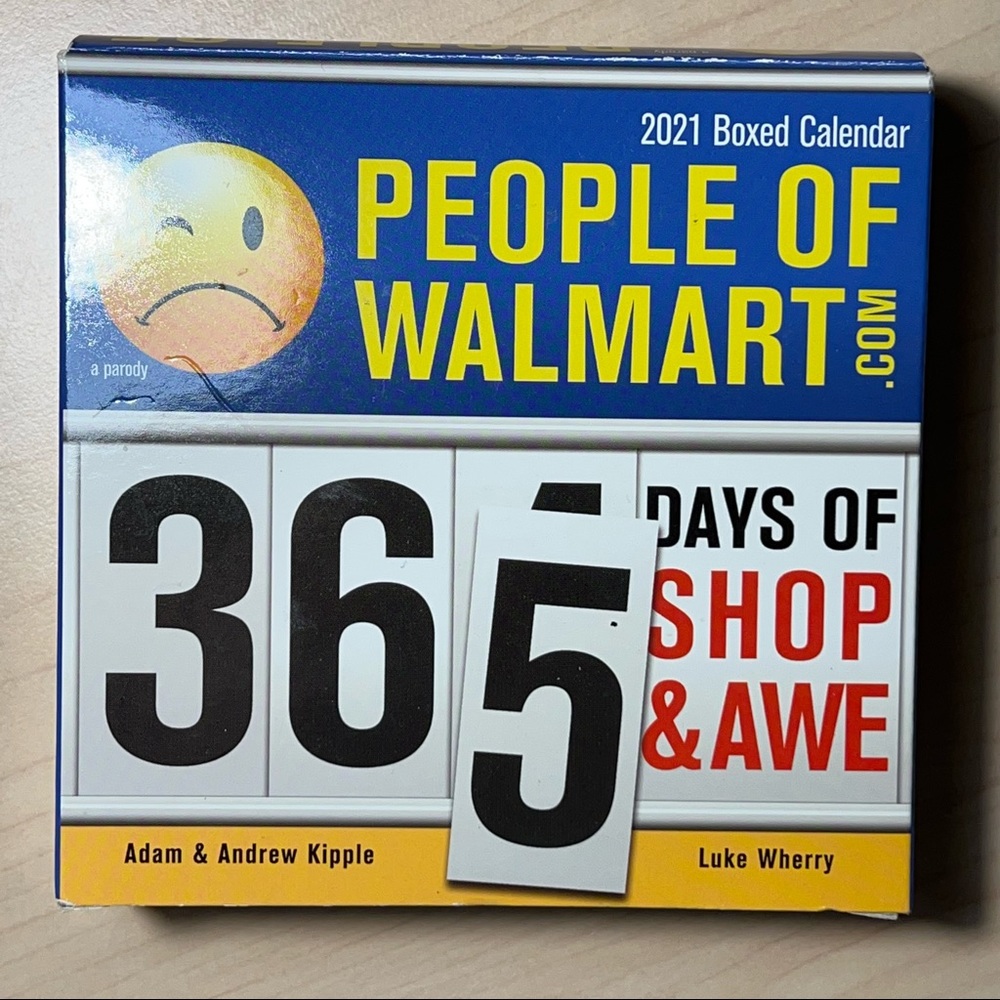 2021 Boxed Calendar
PEOPLE OF
WALMART.COM
a parody
365 DAYS OF
SHOP
& AWE
Adam & Andrew Kipple
Luke Wherry